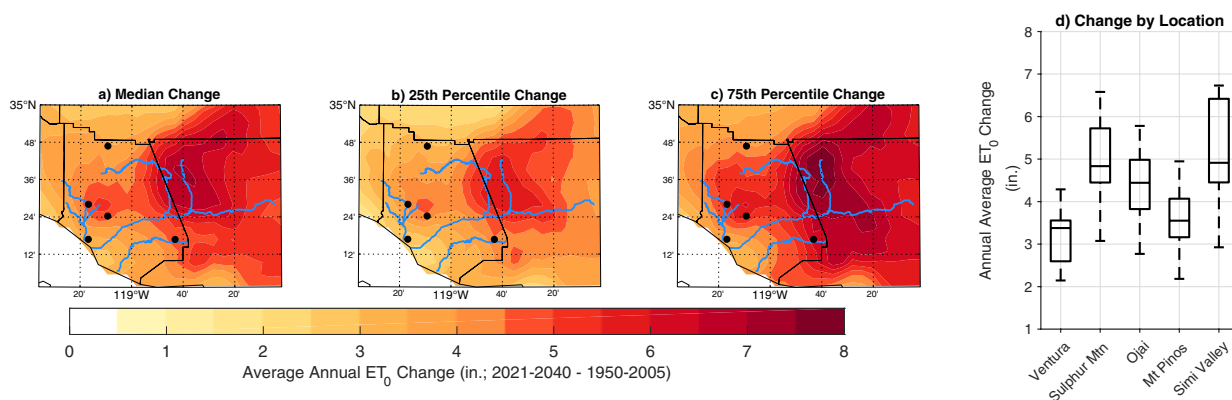 a) Median Change
35°N
48'
36'
24'
12'
20'
119°W
40'
20'
b) 25th Percentile Change
35°N
48'
36'
24'
12'
20'
119°W
40'
20'
c) 75th Percentile Change
35°N
48'
36'
24'
12'
20'
119°W
40'
20'
0 1 2 3 4 5 6 7 8
Average Annual ET₀ Change (in.; 2021-2040 - 1950-2005)
d) Change by Location
Annual Average ET₀ Change
(in.)
8
7
6
5
4
3
2
1
Ventura
Sulphur Mtn
Ojai
Mt Pinos
Simi Valley